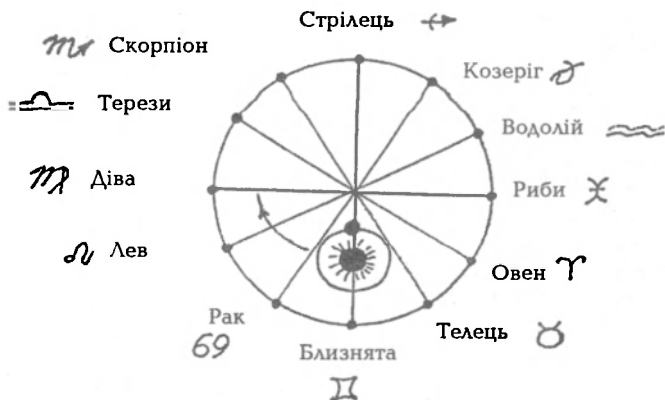 Стрілець
Скорпіон
Козеріг
Терези
Водолій
Діва
Риби
Лев
Овен
Рак
Телець
Близнята